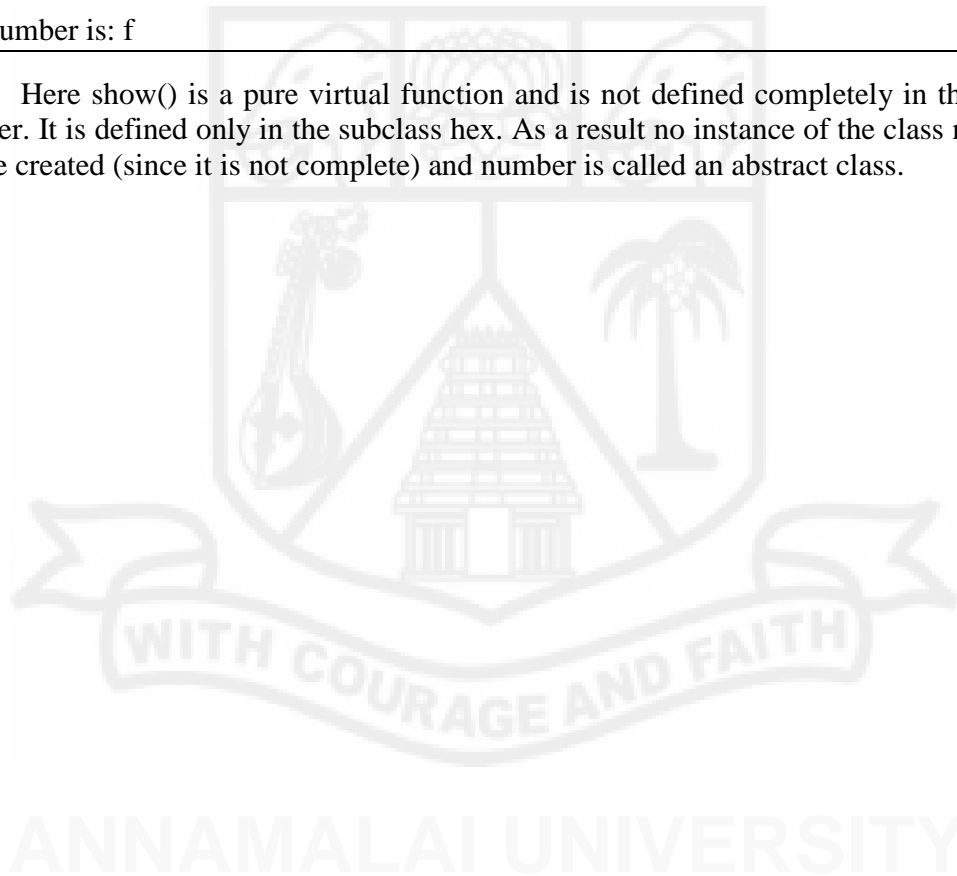 umber is: f
Here show() is a pure virtual function and is not defined completely in th
er. It is defined only in the subclass hex. As a result no instance of the class
e created (since it is not complete) and number is called an abstract class.
WITH COURAGE AND FAITH
ANNAMALAI UNIVERSITY